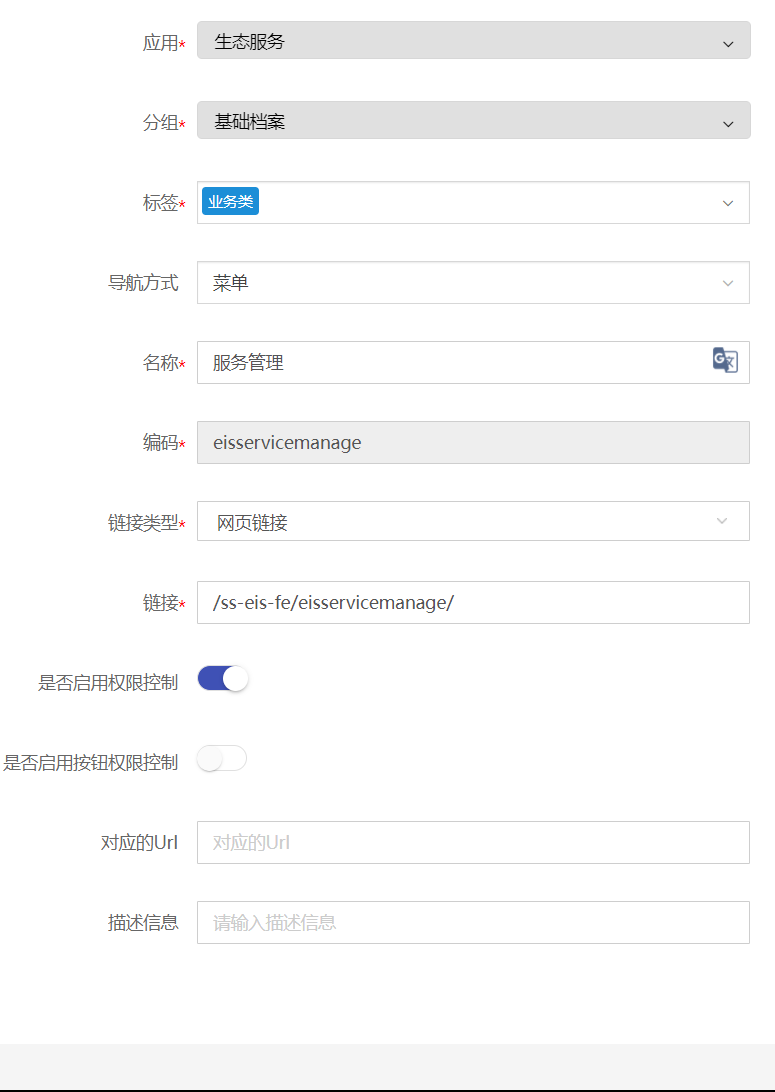 应用* 生态服务
分组* 基础档案
标签* 业务类
导航方式 菜单
名称* 服务管理 G文
编码* eisservicemanage
链接类型* 网页链接
链接* /ss-eis-fe/eisservicemanage/
是否启用权限控制
是否启用按钮权限控制
对应的Url 对应的Url
描述信息 请输入描述信息